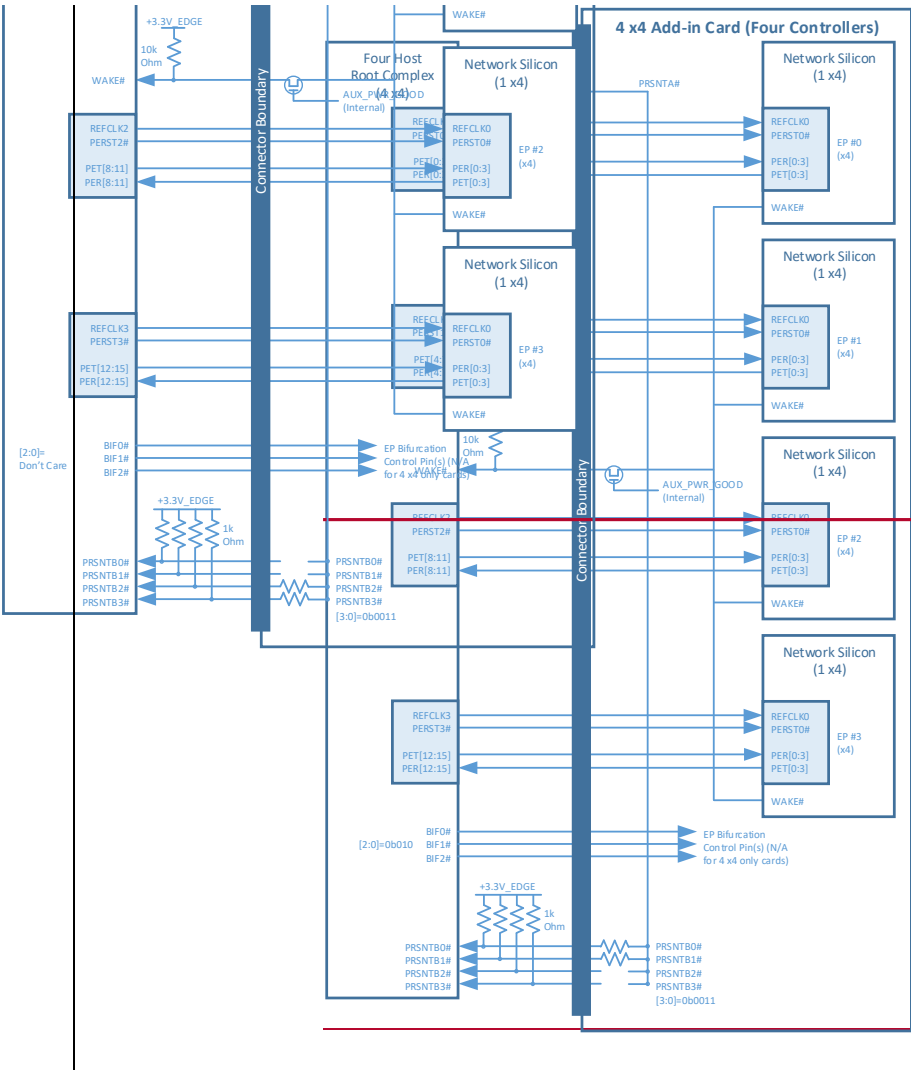 WAKE#
4 x4 Add-in Card (Four Controllers)
+3.3V_EDGE
10k
Ohm
WAKE#
Four Host
Root Complex
(4 x4)
AUX_PWR_GOOD
(Internal)
Network Silicon
(1 x4)
PRSNTA#
Network Silicon
(1 x4)
Connector Boundary
REFCLK2
PERST2#
PET[8:11]
PER[8:11]
REFCLK0
PERST0#
PER[0:3]
PET[0:3]
EP #2
(x4)
WAKE#
REFCLK0
PERST0#
PER[0:3]
PET[0:3]
EP #0
(x4)
WAKE#
Network Silicon
(1 x4)
Network Silicon
(1 x4)
REFCLK3
PERST3#
PET[12:15]
PER[12:15]
REFCLK0
PERST0#
PER[0:3]
PET[0:3]
EP #3
(x4)
WAKE#
REFCLK0
PERST0#
PER[0:3]
PET[0:3]
EP #1
(x4)
WAKE#
[2:0]=
Don't Care
BIF0#
BIF1#
BIF2#
EP Bifurcation
Control Pin(s) (N/A
for 4 x4 only cards)
10k
Ohm
WAKE#
AUX_PWR_GOOD
(Internal)
Connector Boundary
Network Silicon
(1 x4)
+3.3V_EDGE
1k
Ohm
PRSNTB0#
PRSNTB1#
PRSNTB2#
PRSNTB3#
PRSNTB0#
PRSNTB1#
PRSNTB2#
PRSNTB3#
[3:0]=0b0011
REFCLK2
PERST2#
PET[8:11]
PER[8:11]
REFCLK0
PERST0#
PER[0:3]
PET[0:3]
EP #2
(x4)
WAKE#
Network Silicon
(1 x4)
REFCLK3
PERST3#
PET[12:15]
PER[12:15]
REFCLK0
PERST0#
PER[0:3]
PET[0:3]
EP #3
(x4)
WAKE#
[2:0]=0b010
BIF0#
BIF1#
BIF2#
EP Bifurcation
Control Pin(s) (N/A
for 4 x4 only cards)
+3.3V_EDGE
1k
Ohm
PRSNTB0#
PRSNTB1#
PRSNTB2#
PRSNTB3#
PRSNTB0#
PRSNTB1#
PRSNTB2#
PRSNTB3#
[3:0]=0b0011